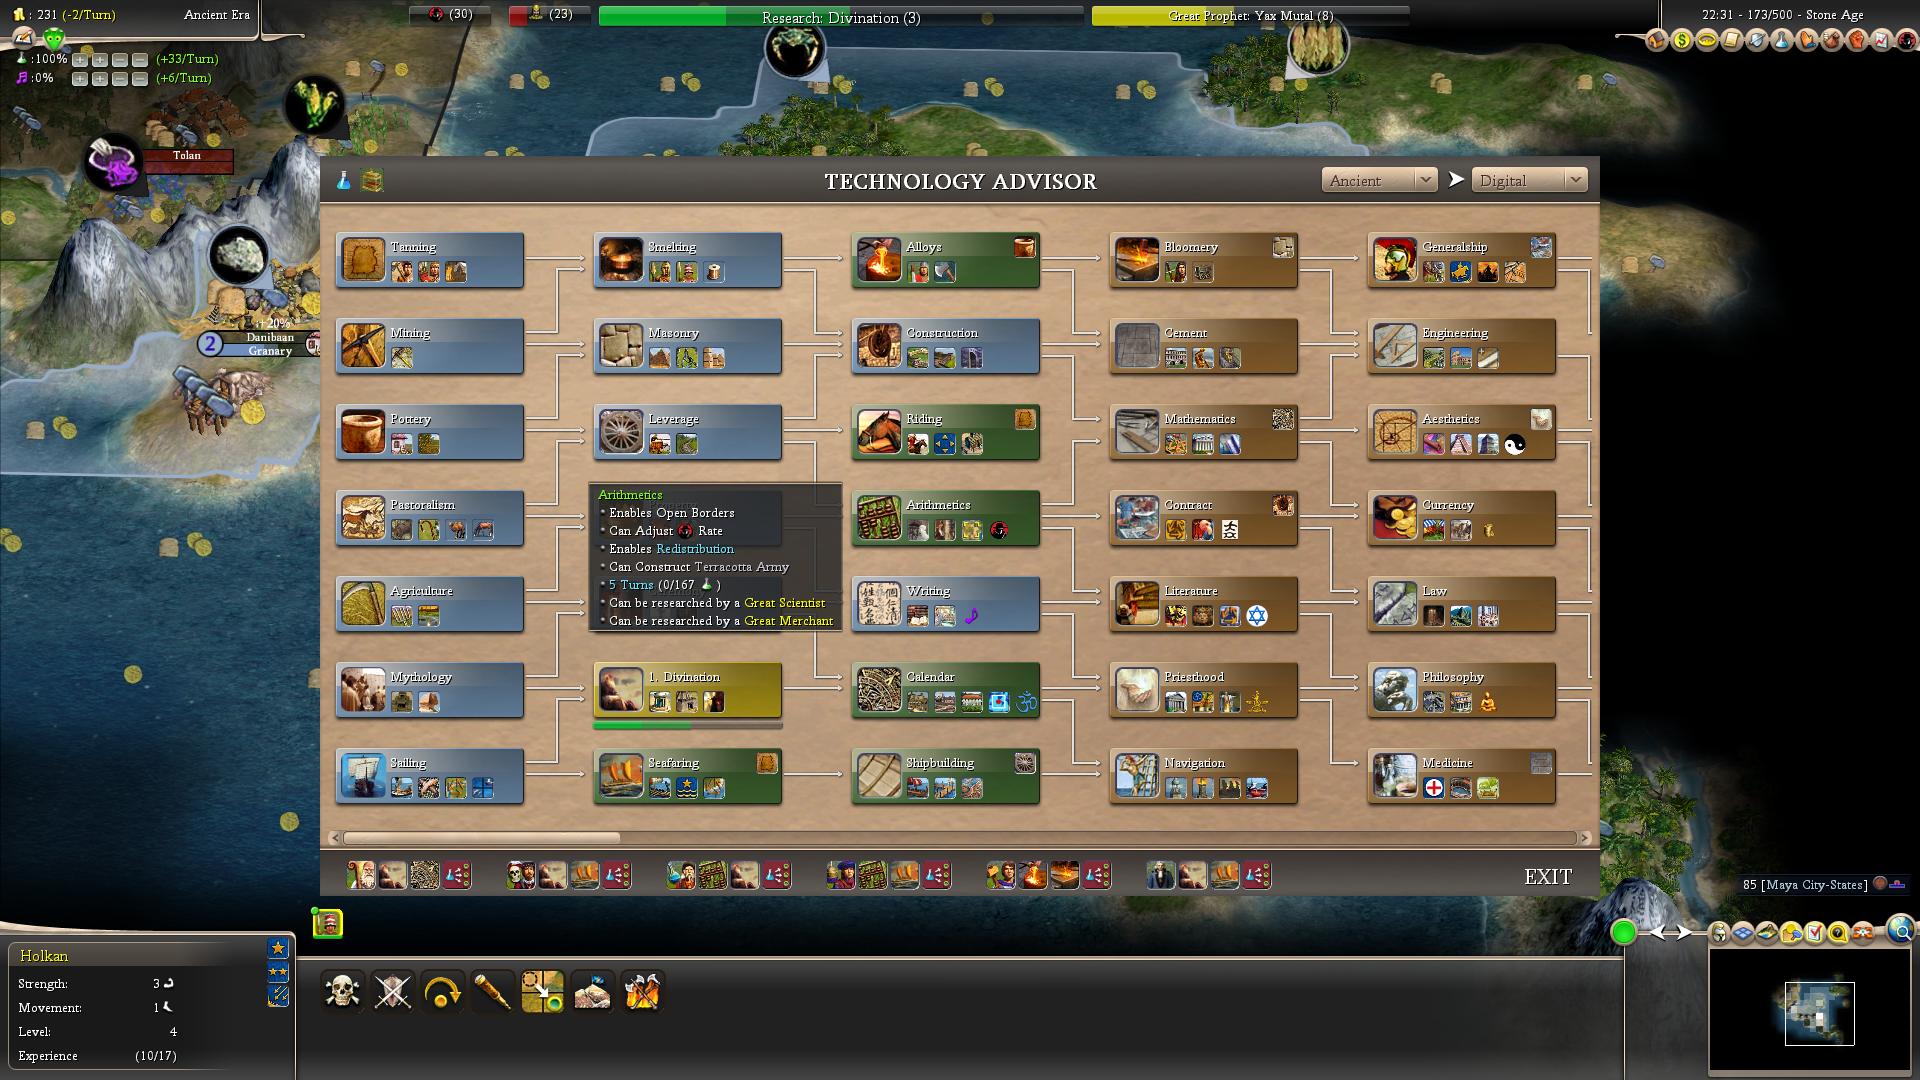 : 231 (-2/Turn)
Ancient Era
(30)
(23)
Research: Divination (3)
Great Prophet: Yax Mutal (8)
22:31 - 173/500 - Stone Age
:100%
(+33/Turn)
:0%
(+6/Turn)
Tolan
+20%
2
Danibaan
Granary
TECHNOLOGY ADVISOR
Ancient
Digital
Tanning
Smelting
Alloys
Bloomery
Generalship
Mining
Masonry
Construction
Cement
Engineering
Pottery
Leverage
Riding
Mathematics
Aesthetics
Pastoralism
Arithmetics
Contract
Currency
Arithmetics
• Enables Open Borders
• Can Adjust Rate
• Enables Redistribution
• Can Construct Terracotta Army
• 5 Turns (0/167 )
• Can be researched by a Great Scientist
• Can be researched by a Great Merchant
Agriculture
Writing
Literature
Law
Mythology
1. Divination
Calendar
Priesthood
Philosophy
Sailing
Seafaring
Shipbuilding
Navigation
Medicine
EXIT
85 [Maya City-States]
Holkan
Strength: 3
Movement: 1
Level: 4
Experience (10/17)